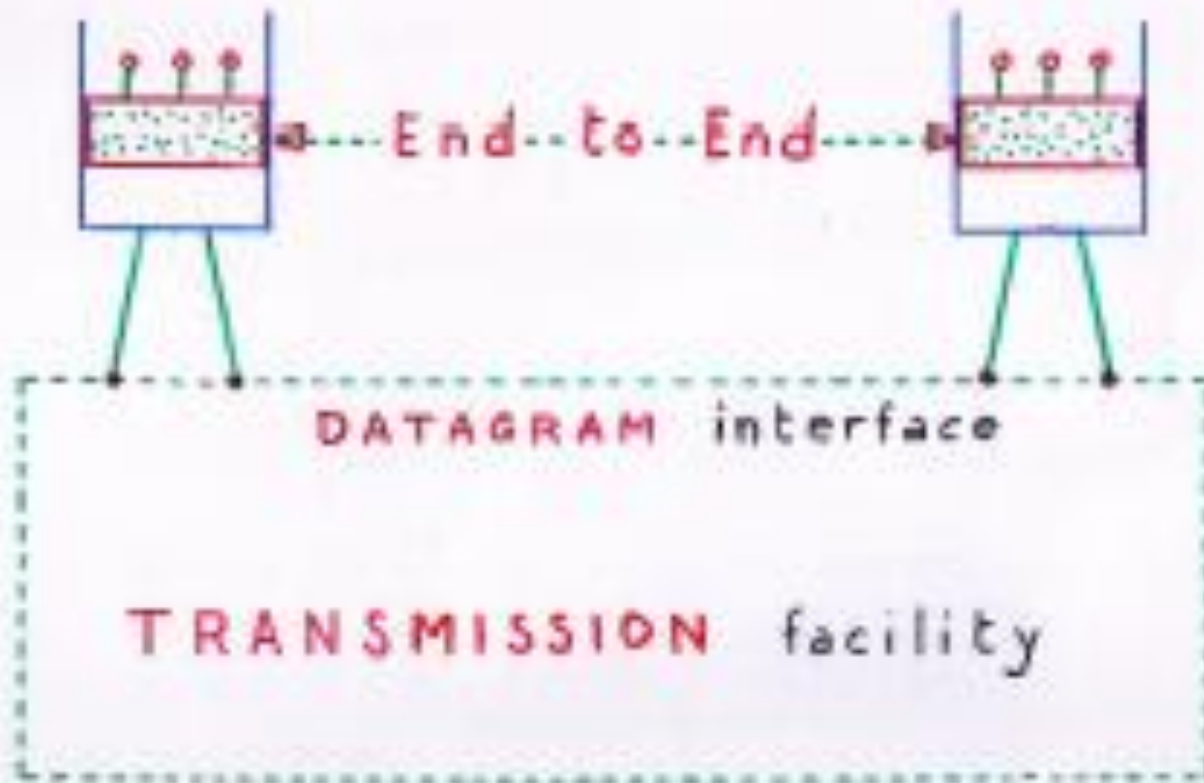 End to End
DATAGRAM interface
TRANSMISSION facility